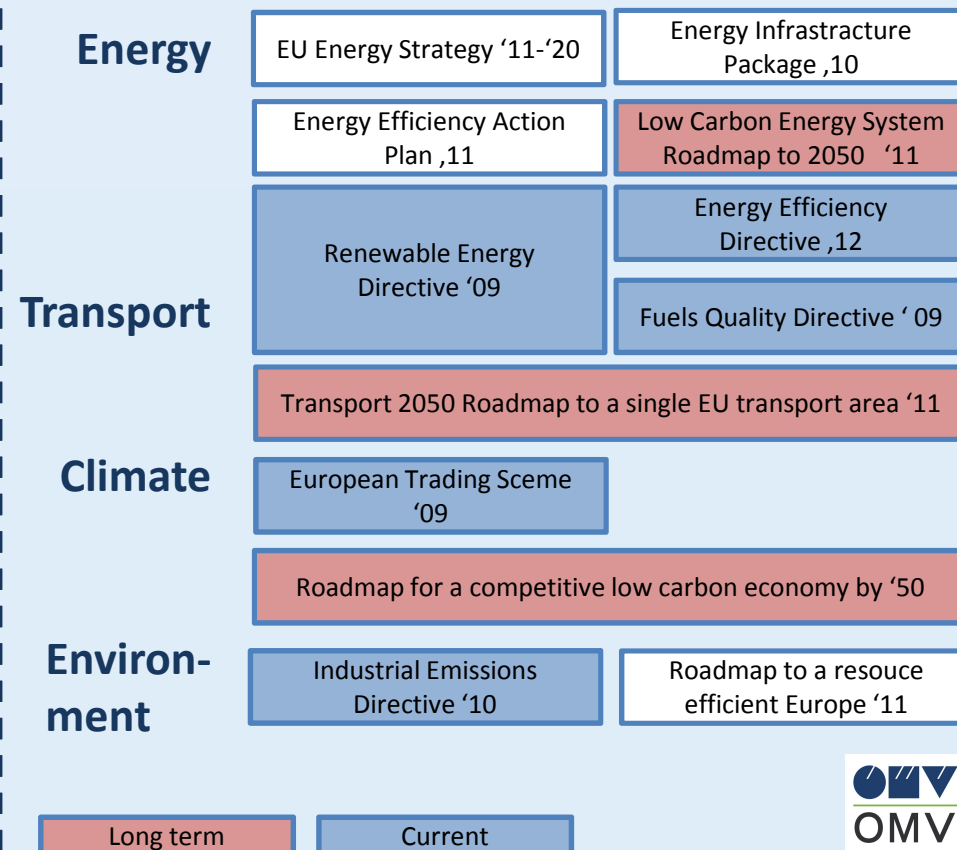 Energy
EU Energy Strategy ‘11-‘20
Energy Infrastracture
Package ,10
Energy Efficiency Action
Plan ,11
Low Carbon Energy System
Roadmap to 2050 ‘11
Transport
Renewable Energy
Directive ‘09
Energy Efficiency
Directive ,12
Fuels Quality Directive ‘ 09
Transport 2050 Roadmap to a single EU transport area ‘11
Climate
European Trading Sceme
‘09
Roadmap for a competitive low carbon economy by ‘50
Environ-
ment
Industrial Emissions
Directive ‘10
Roadmap to a resouce
efficient Europe ‘11
Long term
Current
OMV